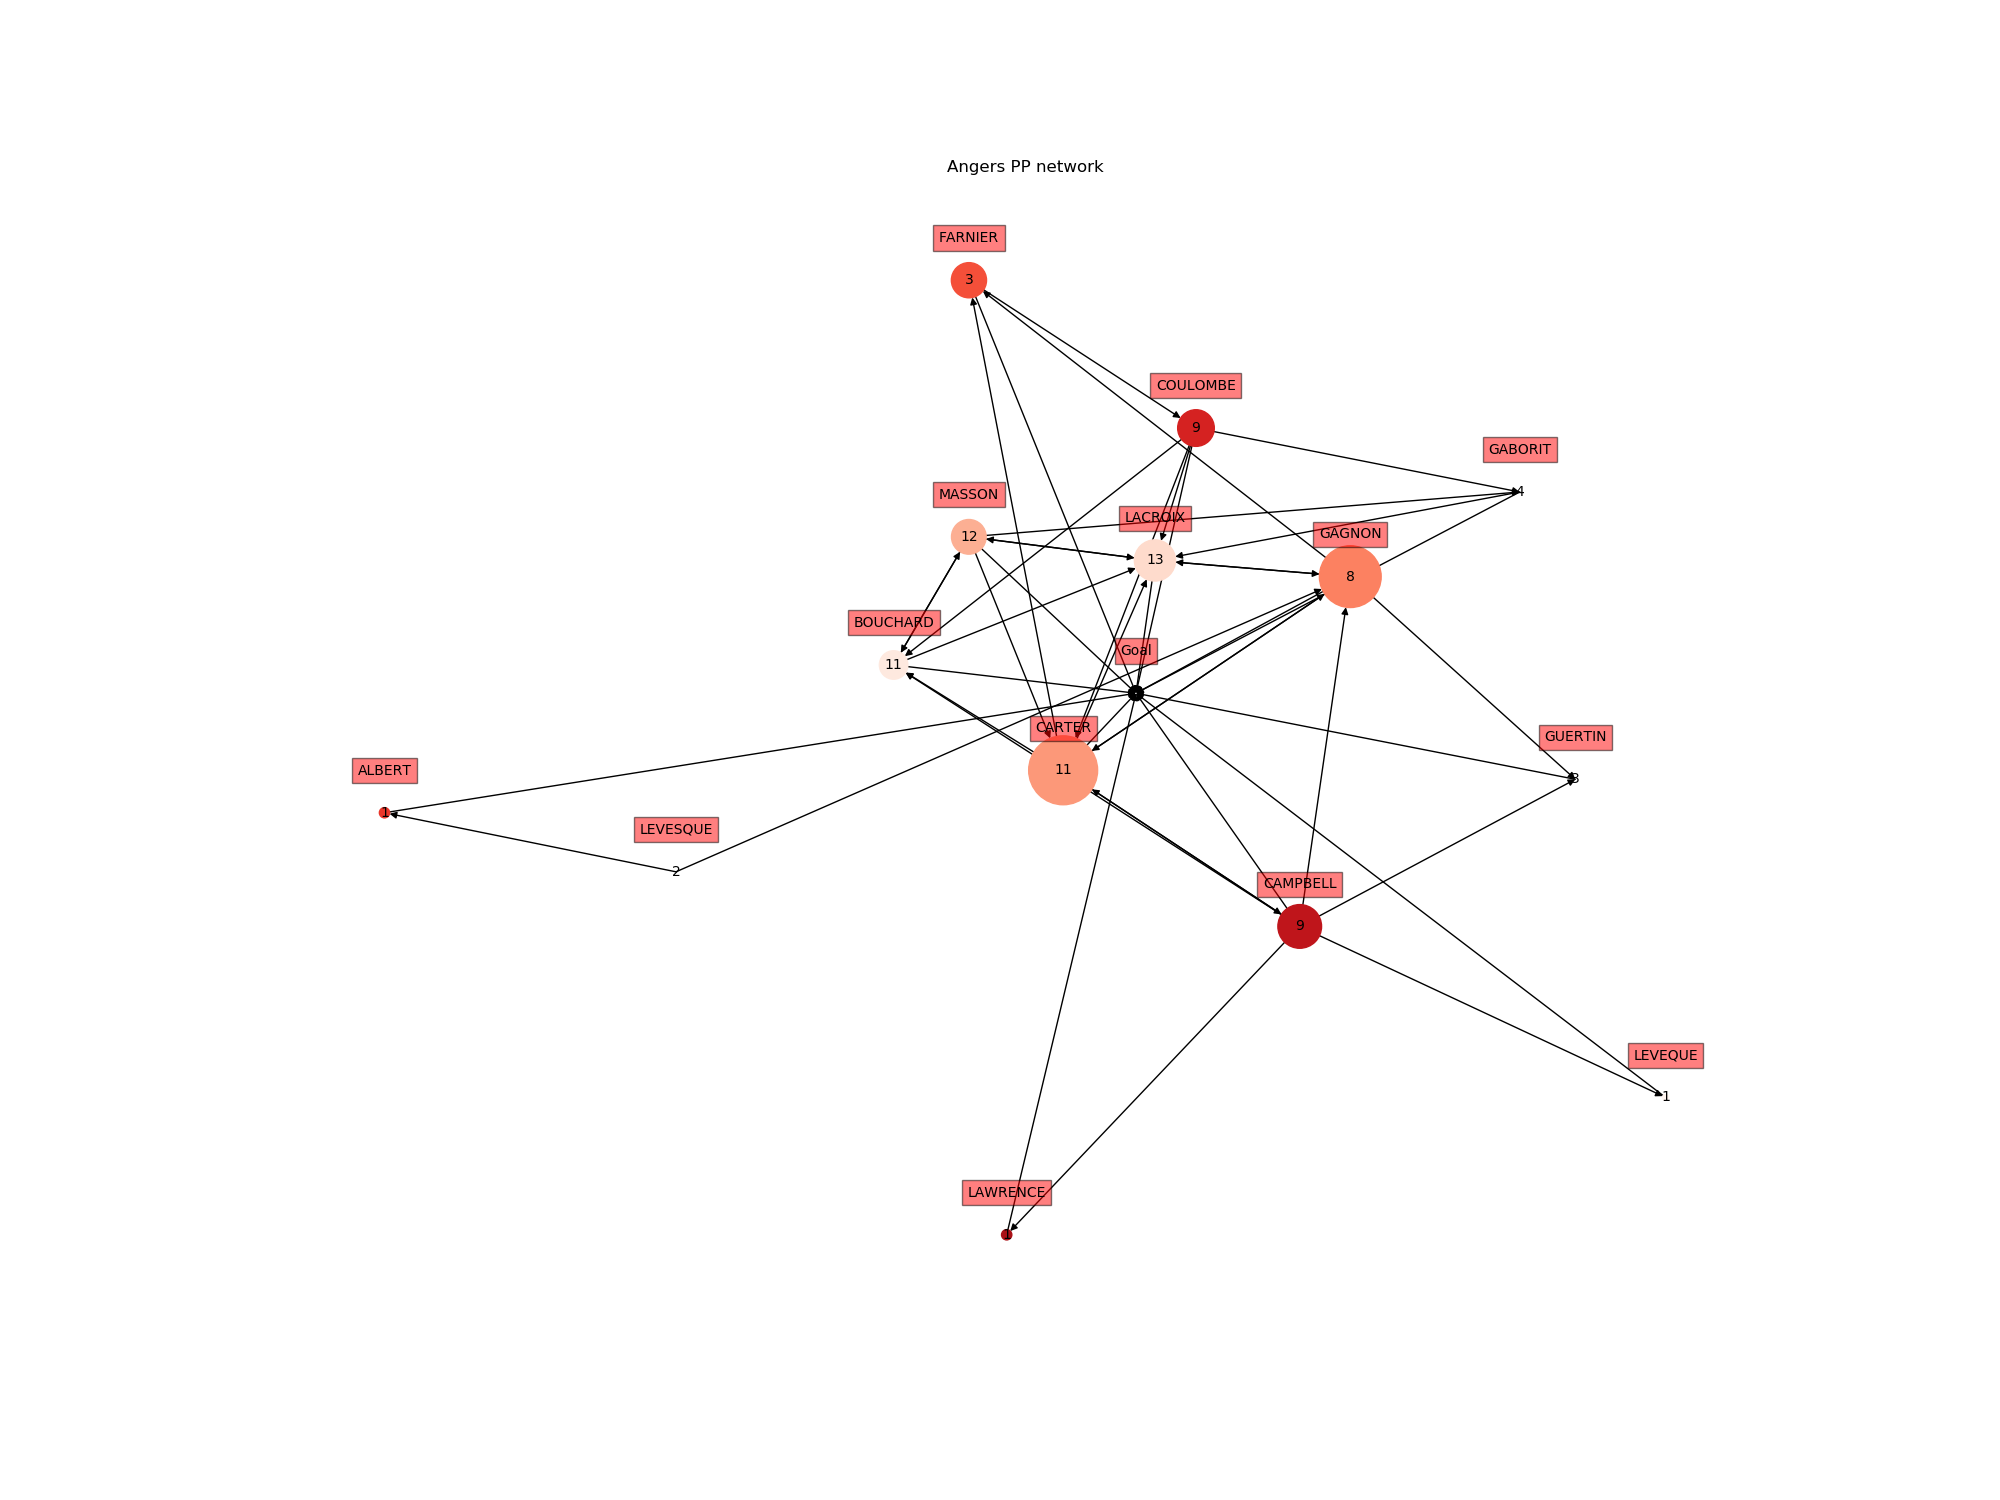 Angers PP network
FARNIER
3
COULOMBE
9
GABORIT
4
MASSON
12
LACROIX
13
GAGNON
8
BOUCHARD
11
Goal
CARTER
11
GUERTIN
3
ALBERT
1
LEVESQUE
2
CAMPBELL
9
LEVEQUE
1
LAWRENCE
1